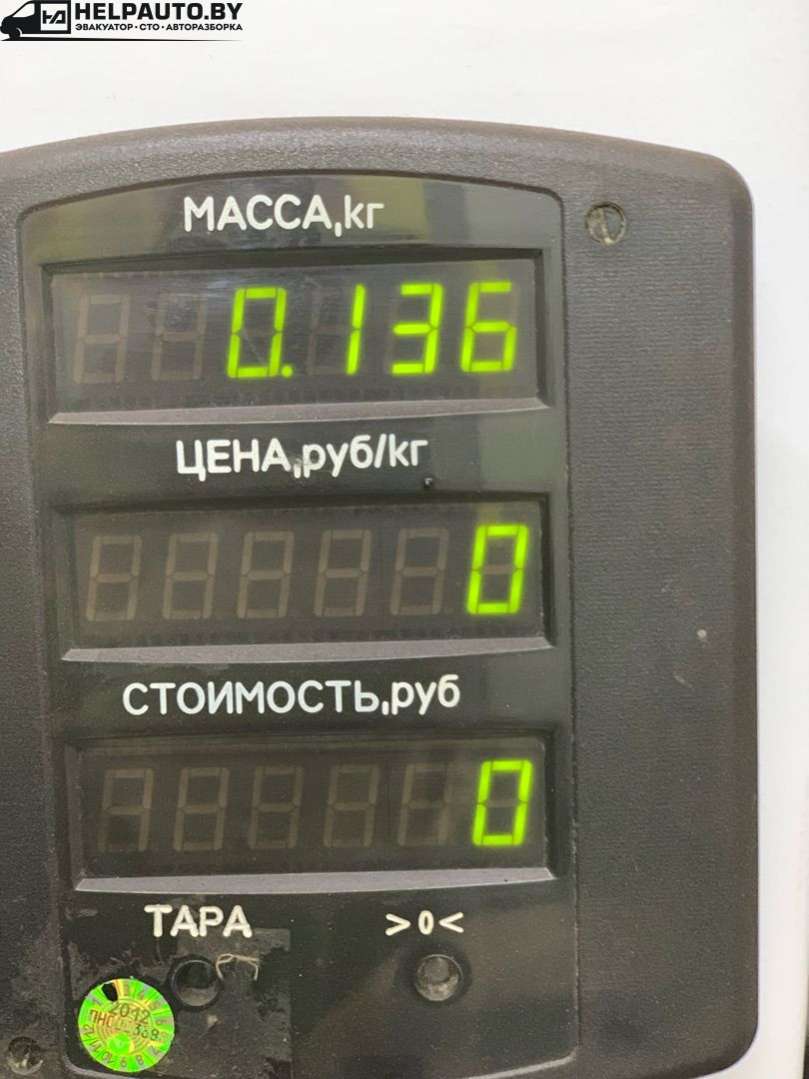 HELPAUTO.BY
ЭВАКУАТОР • СТО • АВТОРАЗБОРКА
МАССА,кг
0.136
ЦЕНА,руб/кг
0
СТОИМОСТЬ,руб
0
ТАРА >0<
2012